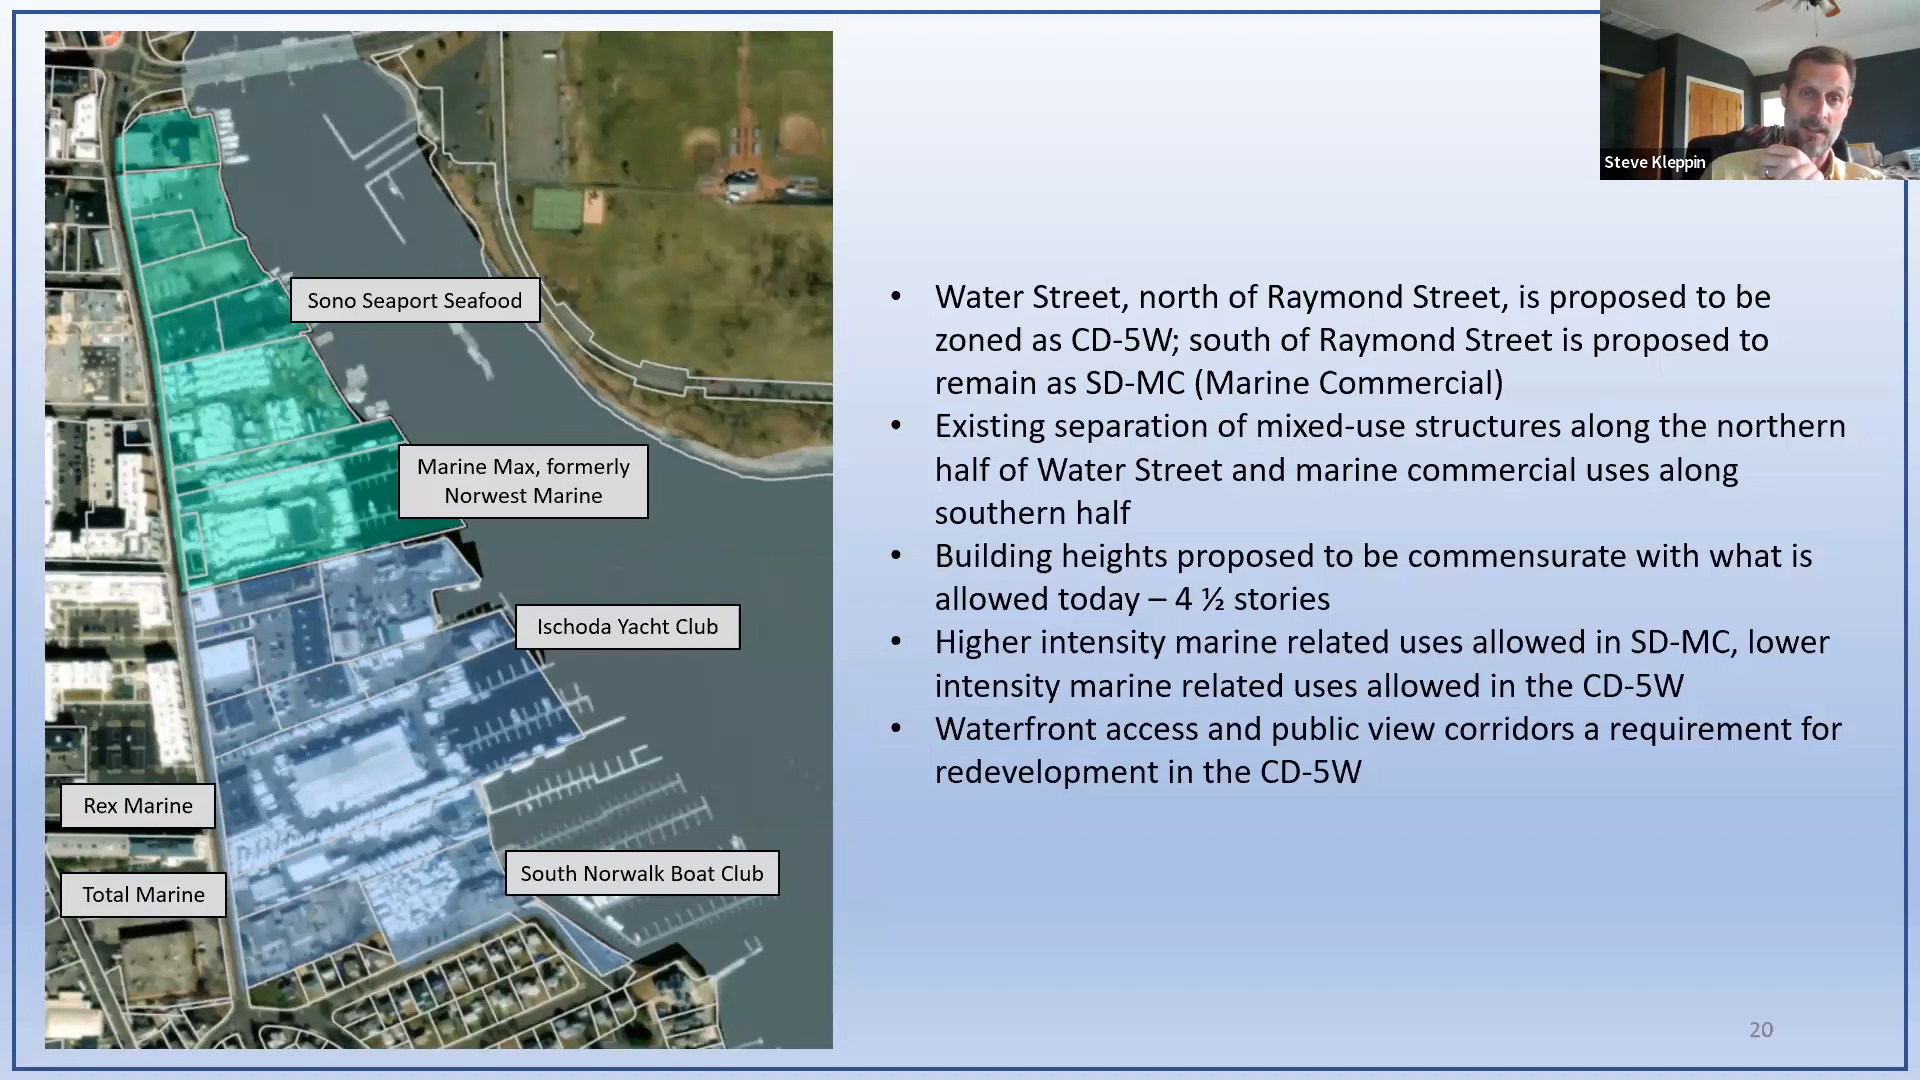 Steve Kleppin
Sono Seaport Seafood
Marine Max, formerly
Norwest Marine
Ischoda Yacht Club
Rex Marine
South Norwalk Boat Club
Total Marine
• Water Street, north of Raymond Street, is proposed to be
zoned as CD-5W; south of Raymond Street is proposed to
remain as SD-MC (Marine Commercial)
• Existing separation of mixed-use structures along the northern
half of Water Street and marine commercial uses along
southern half
• Building heights proposed to be commensurate with what is
allowed today – 4 ½ stories
• Higher intensity marine related uses allowed in SD-MC, lower
intensity marine related uses allowed in the CD-5W
• Waterfront access and public view corridors a requirement for
redevelopment in the CD-5W
20